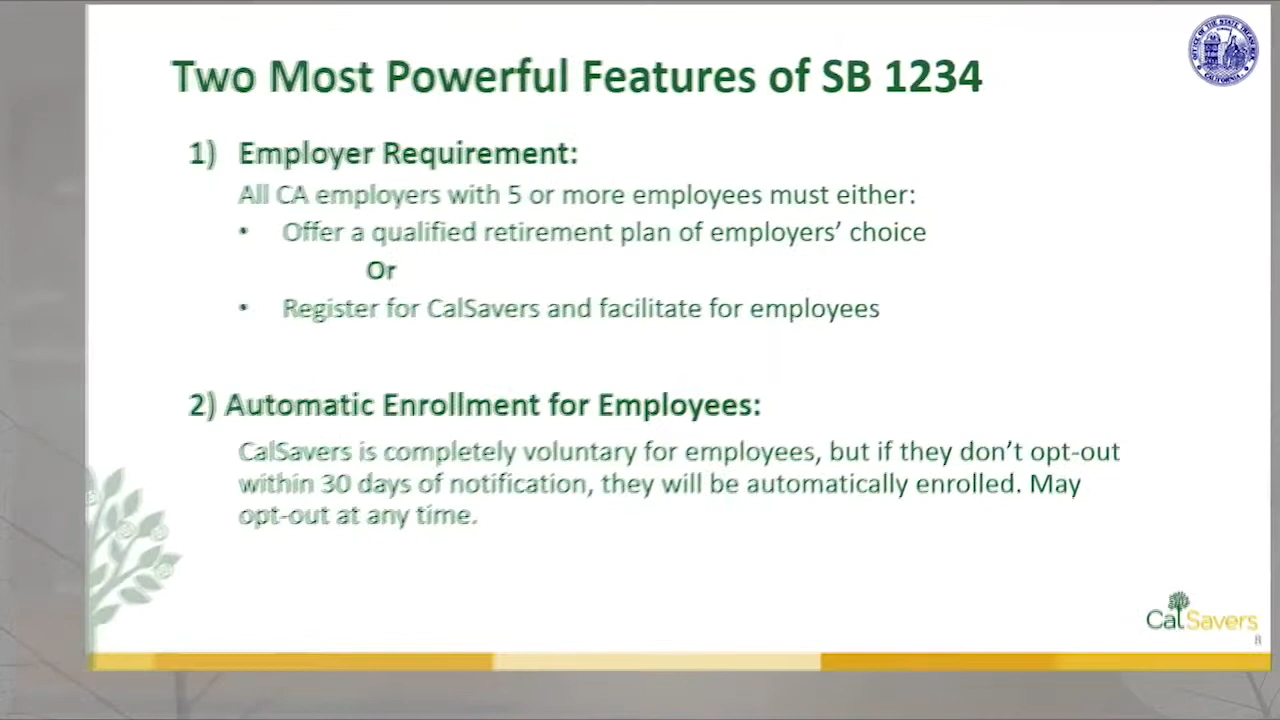 Two Most Powerful Features of SB 1234
1) Employer Requirement:
All CA employers with 5 or more employees must either:
• Offer a qualified retirement plan of employers’ choice
Or
• Register for CalSavers and facilitate for employees
2) Automatic Enrollment for Employees:
CalSavers is completely voluntary for employees, but if they don’t opt-out
within 30 days of notification, they will be automatically enrolled. May
opt-out at any time.
CalSavers
8